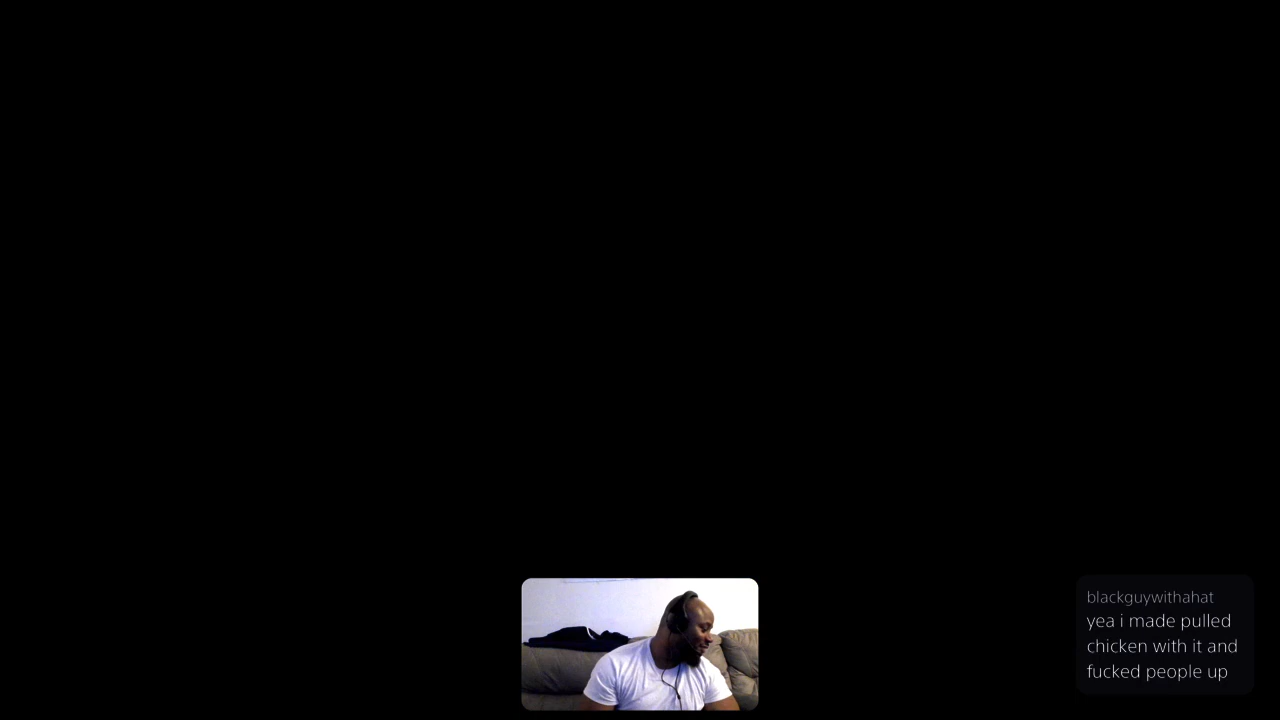 blackguywithahat
yea i made pulled
chicken with it and
fucked people up